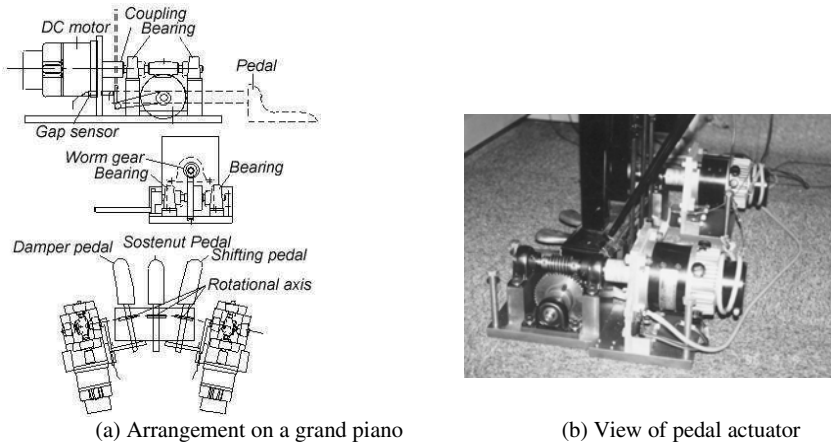 Coupling
DC motor
Bearing
Pedal
Gap sensor
Worm gear
Bearing
Bearing
Sostenut Pedal
Damper pedal
Shifting pedal
Rotational axis
(a) Arrangement on a grand piano
(b) View of pedal actuator